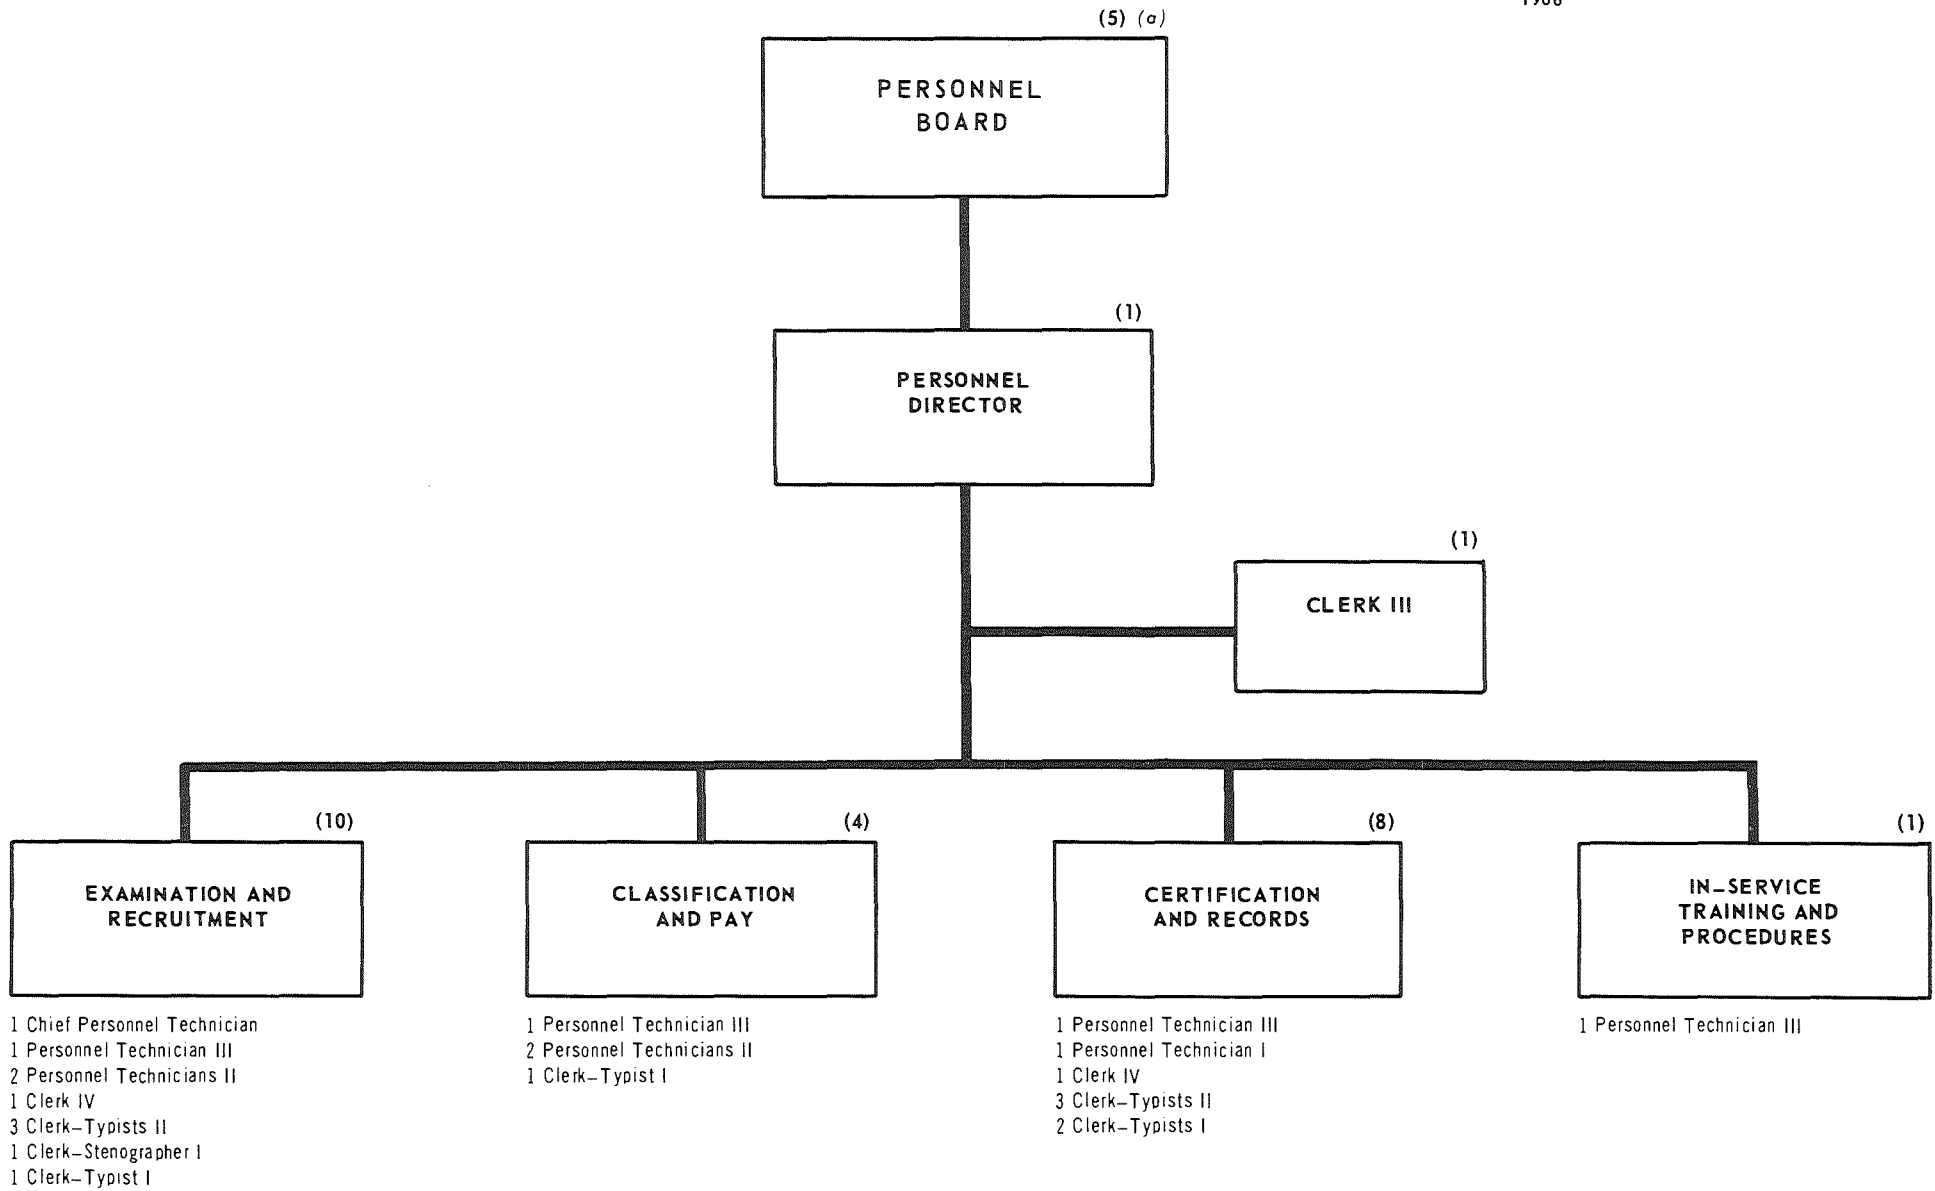 (5) (a)
PERSONNEL
BOARD
(1)
PERSONNEL
DIRECTOR
(1)
CLERK III
(10)
EXAMINATION AND
RECRUITMENT
1 Chief Personnel Technician
1 Personnel Technician III
2 Personnel Technicians II
1 Clerk IV
3 Clerk-Typists II
1 Clerk-Stenographer I
1 Clerk-Typist I
(4)
CLASSIFICATION
AND PAY
1 Personnel Technician III
2 Personnel Technicians II
1 Clerk-Typist I
(8)
CERTIFICATION
AND RECORDS
1 Personnel Technician III
1 Personnel Technician I
1 Clerk IV
3 Clerk-Typists II
2 Clerk-Typists I
(1)
IN-SERVICE
TRAINING AND
PROCEDURES
1 Personnel Technician III